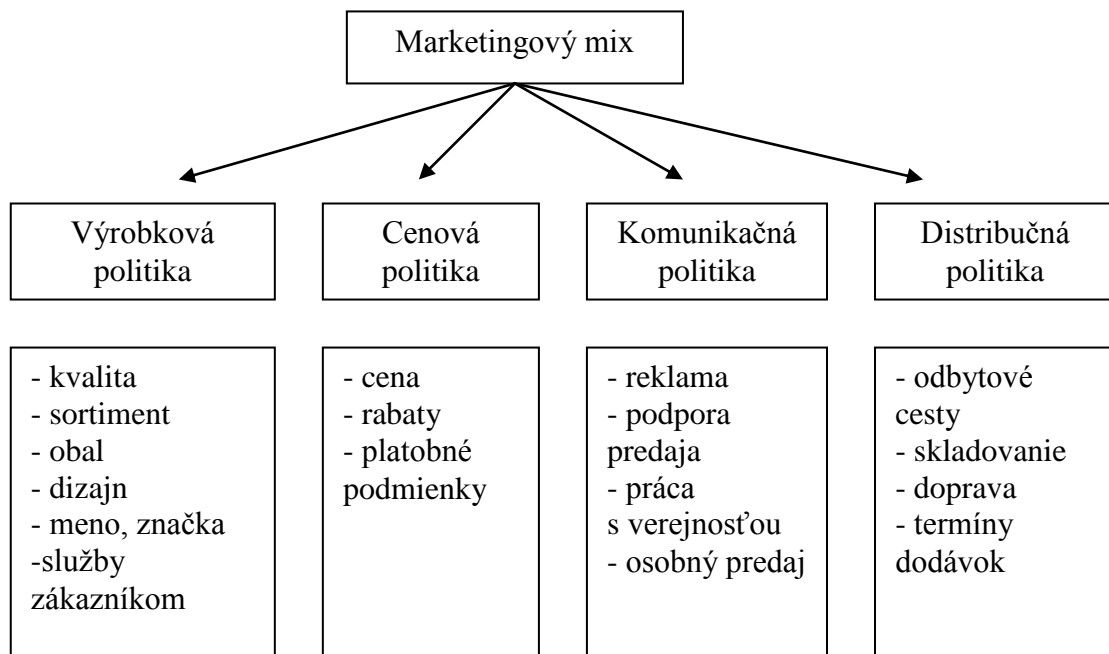 Marketingový mix
Výrobková
politika
Cenová
politika
Komunikačná
politika
Distribučná
politika
- kvalita
- sortiment
- obal
- dizajn
- meno, značka
-služby
zákazníkom
- cena
- rabaty
- platobné
podmienky
- reklama
- podpora
predaja
- práca
s verejnosťou
- osobný predaj
- odbytové
cesty
- skladovanie
- doprava
- termíny
dodávok